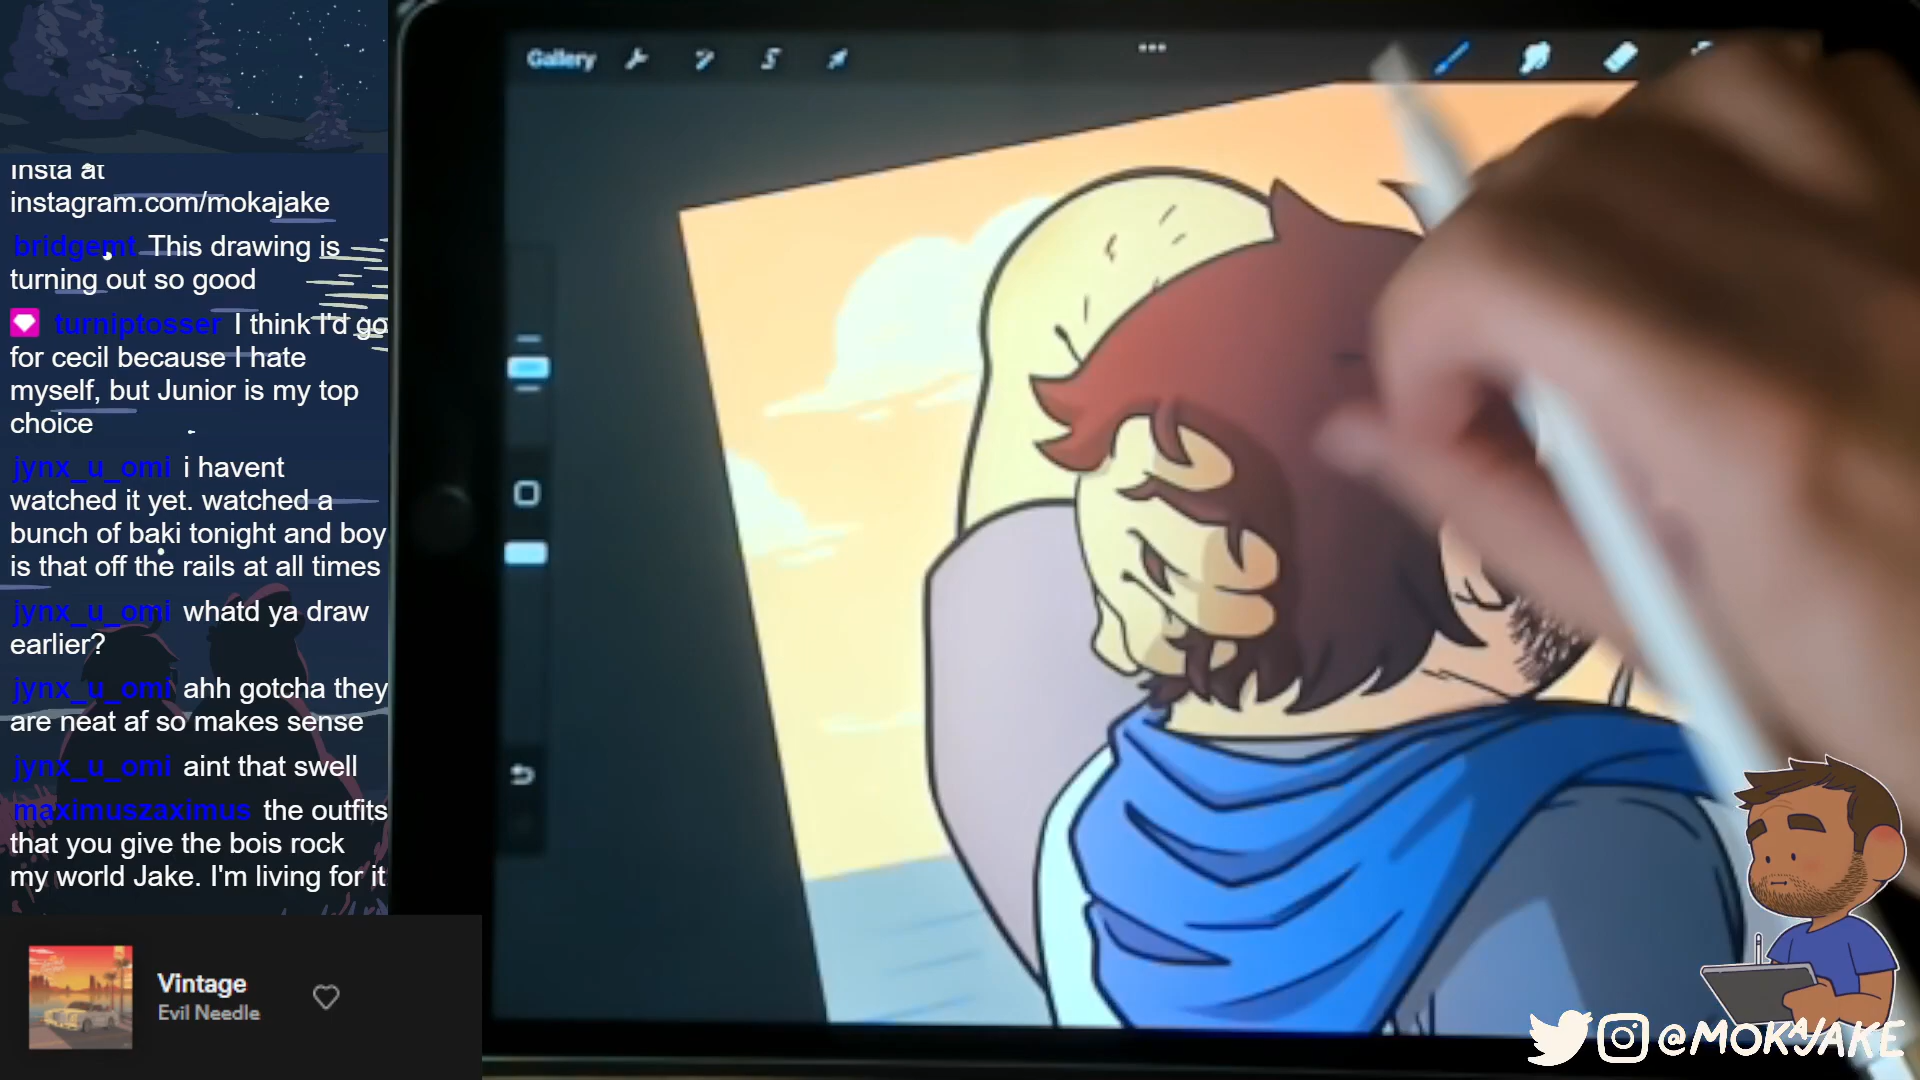 Gallery
Insta at
instagram.com/mokajake
bridgemt This drawing is
turning out so good
turniptosser I think I'd go
for cecil because I hate
myself, but Junior is my top
choice
jynx_u_omi i havent
watched it yet. watched a
bunch of baki tonight and boy
is that off the rails at all times
jynx_u_omi whatd ya draw
earlier?
jynx_u_omi ahh gotcha they
are neat af so makes sense
jynx_u_omi aint that swell
maximuszaximus the outfits
that you give the bois rock
my world Jake. I'm living for it
Vintage
Evil Needle
@MOKAJAKE